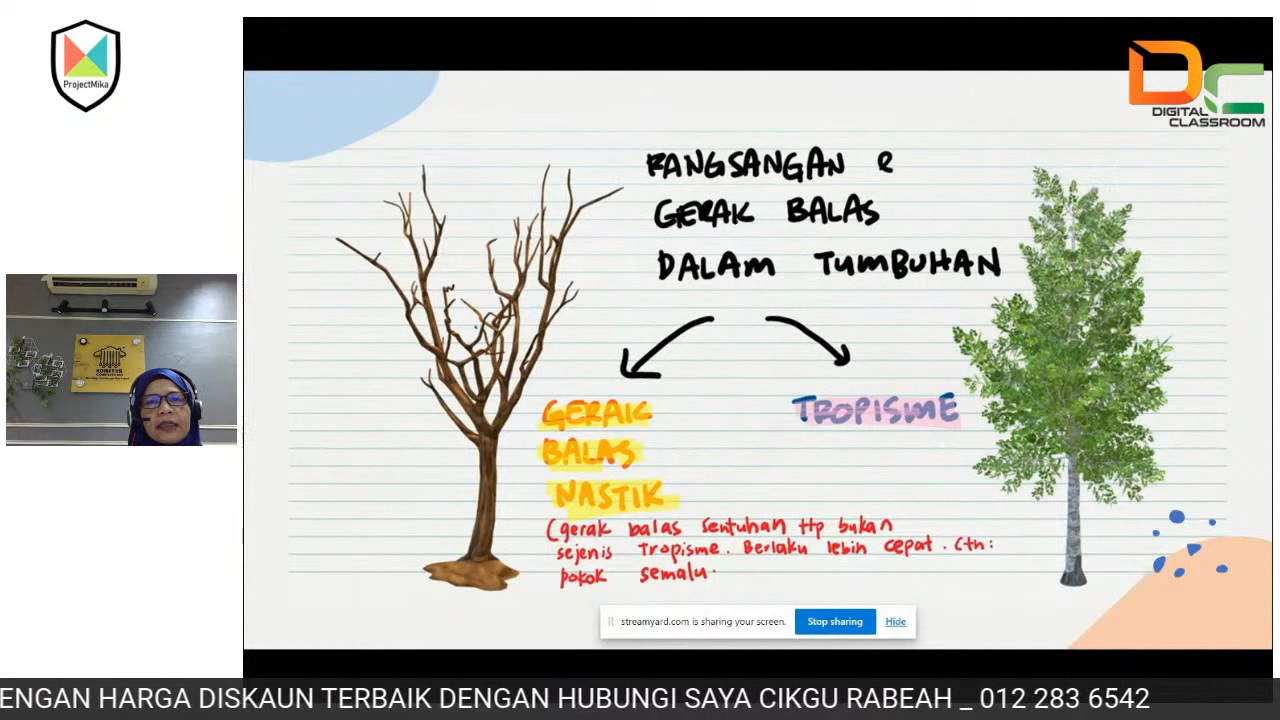 ProjectMika
DIGITAL
CLASSROOM
RANGSANGAN &
GERAK BALAS
DALAM TUMBUHAN
GERAK
BALAS
NASTIK
(gerak balas sentuhan ttp bukan
sejenis Tropisme. Berlaku lebih cepat. Cth:
pokok semalu.
TROPISME
streamyard.com is sharing your screen.
Stop sharing
Hide
ENGAN HARGA DISKAUN TERBAIK DENGAN HUBUNGI SAYA CIKGU RABEAH _ 012 283 6542